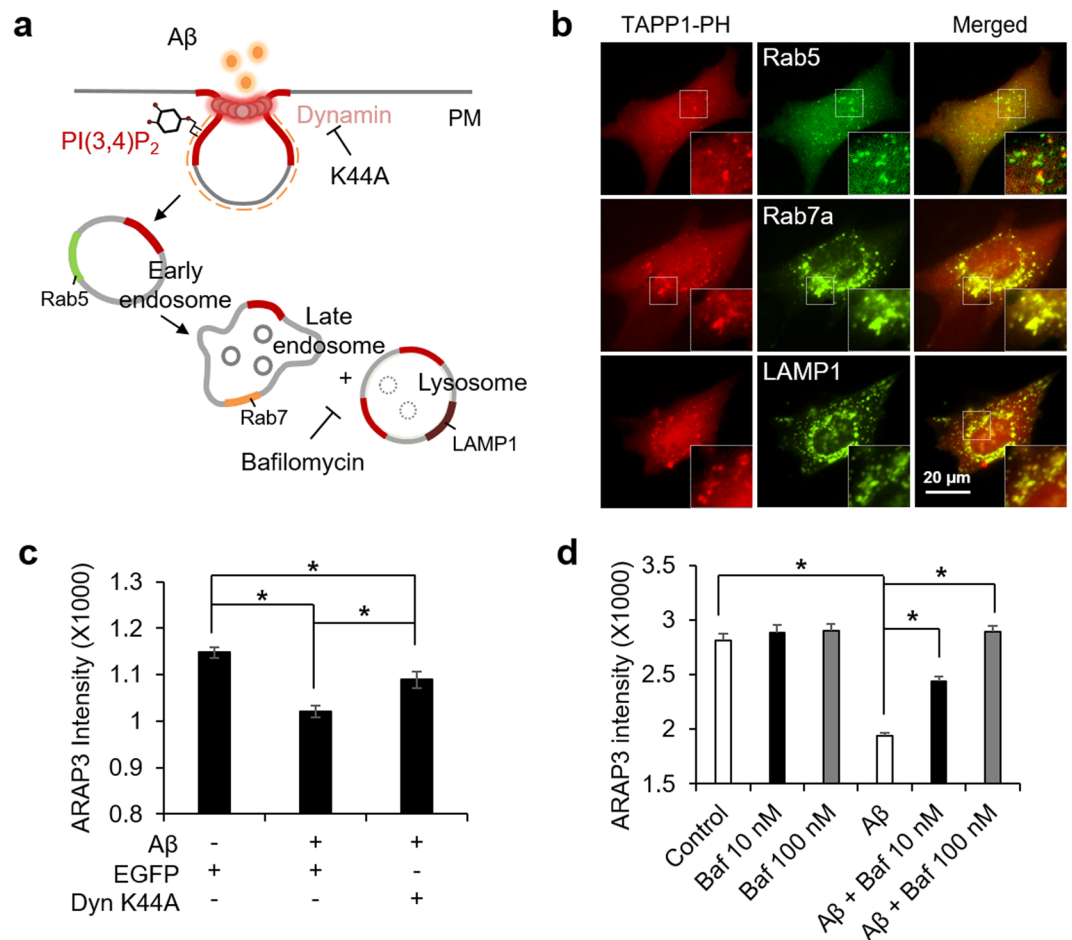 a
Aβ
Dynamin
PM
PI(3,4)P2
K44A
Early
endosome
Rab5
Late
endosome
+
Lysosome
Rab7
LAMP1
Bafilomycin
b
TAPP1-PH
Merged
Rab5
Rab7a
LAMP1
20 µm
c
ARAP3 Intensity (X1000)
1.3
1.2
1.1
1
0.9
0.8
*
*
*
Aβ - + +
EGFP + + -
Dyn K44A - - +
d
ARAP3 intensity (X1000)
3.5
3
2.5
2
1.5
*
*
*
Control
Baf 10 nM
Baf 100 nM
Aβ
Aβ + Baf 10 nM
Aβ + Baf 100 nM